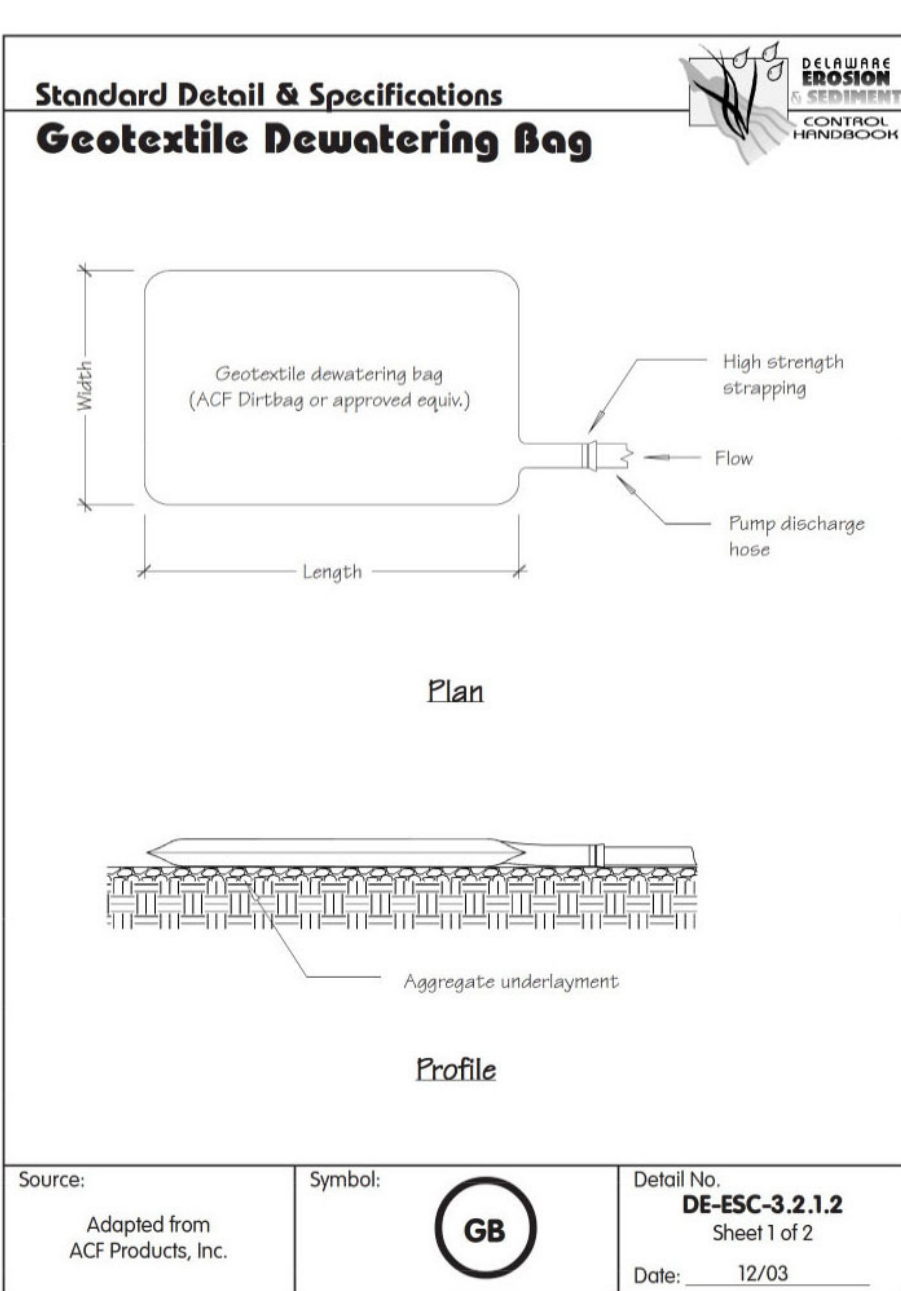 Standard Detail & Specifications
Geotextile Dewatering Bag
DELAWARE
EROSION
& SEDIMENT
CONTROL
HANDBOOK
Width
Geotextile dewatering bag
(ACF Dirtbag or approved equiv.)
High strength
strapping
Flow
Pump discharge
hose
Length
Plan
Aggregate underlayment
Profile
Source:
Adapted from
ACF Products, Inc.
Symbol:
GB
Detail No.
DE-ESC-3.2.1.2
Sheet 1 of 2
Date: 12/03